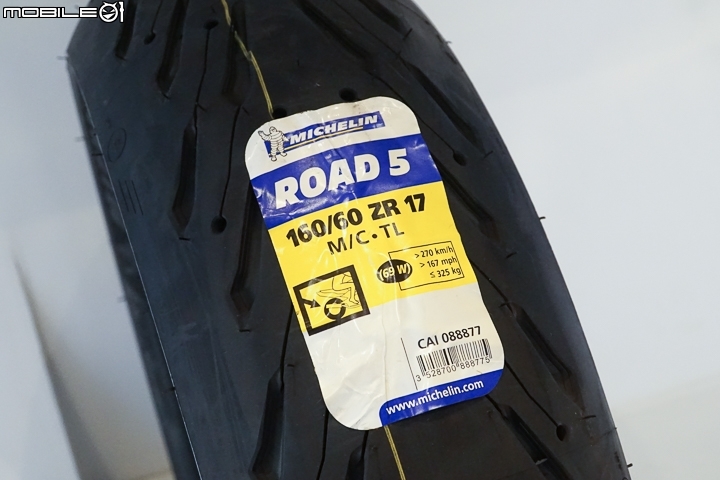 MOBILE01
MICHELIN
ROAD 5
160/60 ZR 17
M/C • TL
(69 W)
> 270 km/h
> 167 mph
≤ 325 kg
CAI 088877
3 528700 888775
www.michelin.com